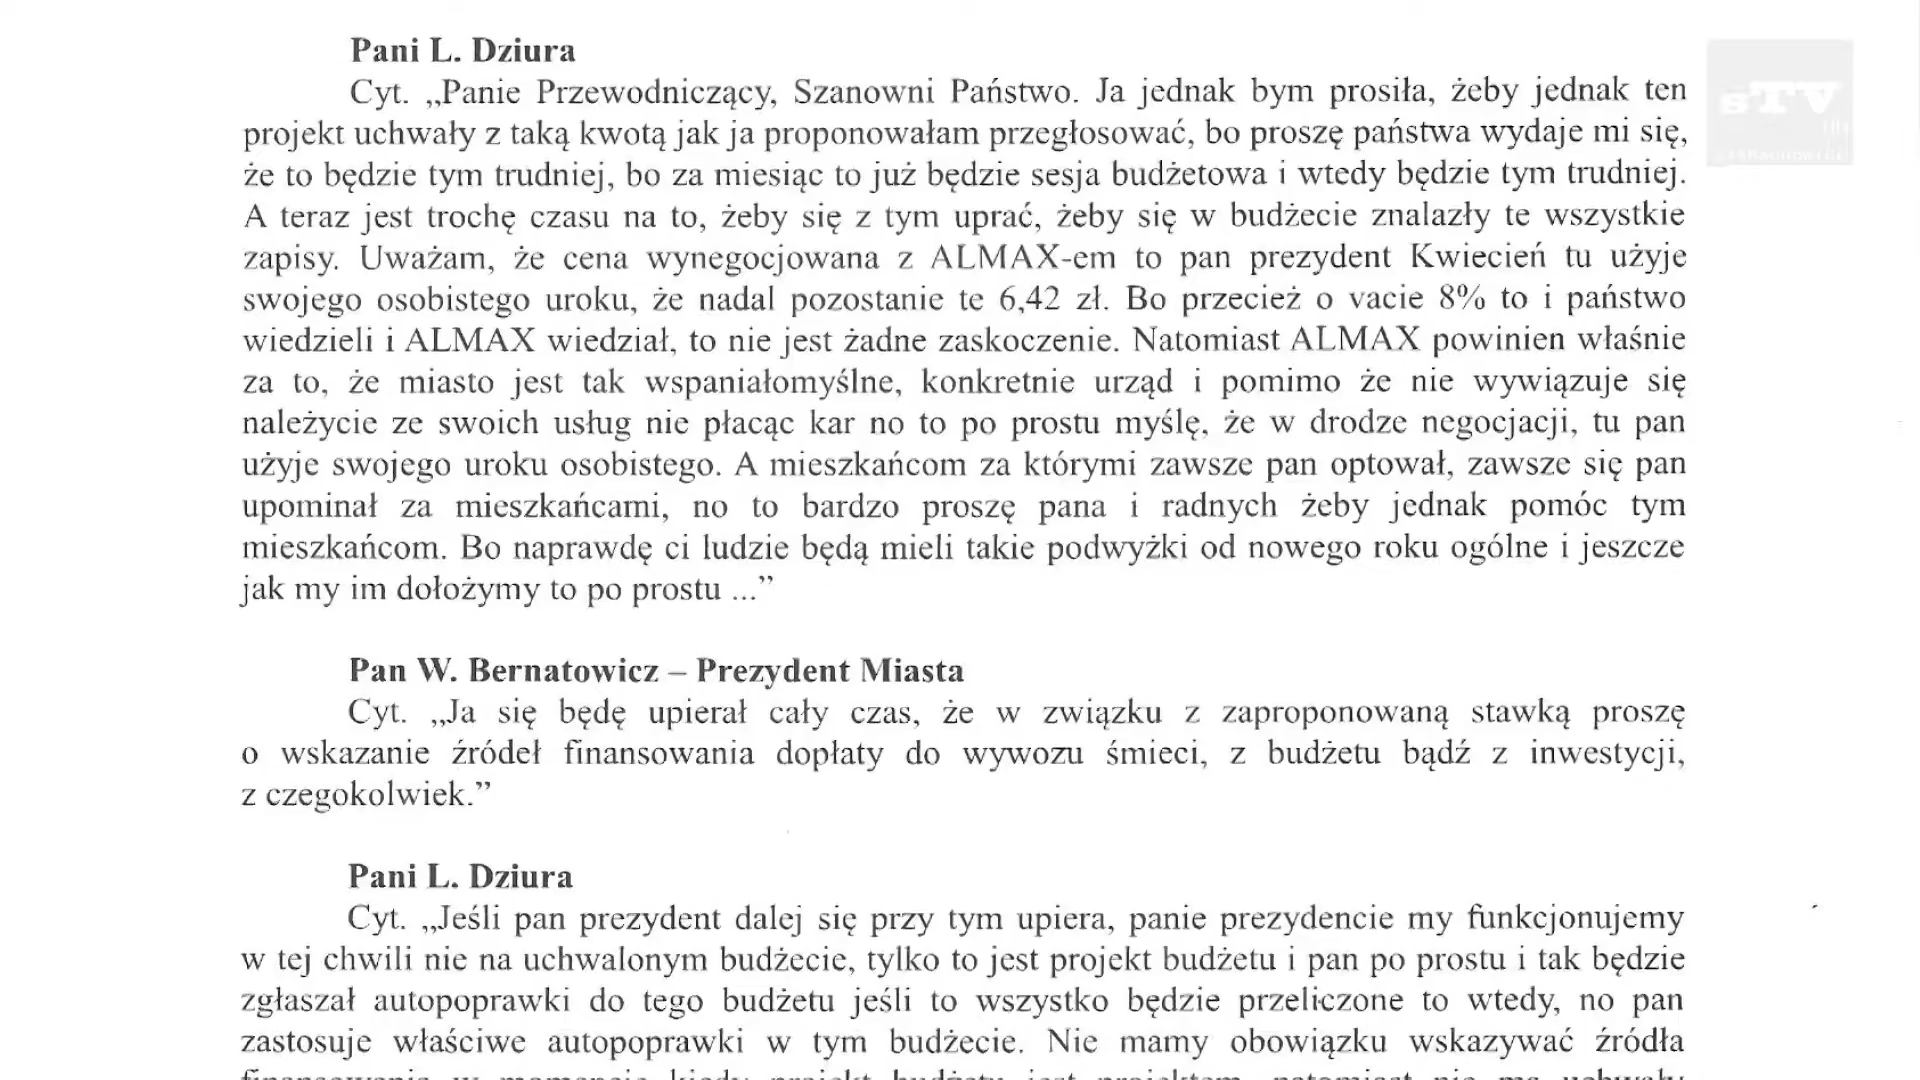 Pani L. Dziura
Cyt. „Panie Przewodniczący, Szanowni Państwo. Ja jednak bym prosiła, żeby jednak ten
projekt uchwały z taką kwotą jak ja proponowałam przegłosować, bo proszę państwa wydaje mi się,
że to będzie tym trudniej, bo za miesiąc to już będzie sesja budżetowa i wtedy będzie tym trudniej.
A teraz jest trochę czasu na to, żeby się z tym uprać, żeby się w budżecie znalazły te wszystkie
zapisy. Uważam, że cena wynegocjowana z ALMAX-em to pan prezydent Kwiecień tu użyje
swojego osobistego uroku, że nadal pozostanie te 6,42 zł. Bo przecież o vacie 8% to i państwo
wiedzieli i ALMAX wiedział, to nie jest żadne zaskoczenie. Natomiast ALMAX powinien właśnie
za to, że miasto jest tak wspaniałomyślne, konkretnie urząd i pomimo że nie wywiązuje się
należycie ze swoich usług nie płacąc kar no to po prostu myślę, że w drodze negocjacji, tu pan
użyje swojego uroku osobistego. A mieszkańcom za którymi zawsze pan optował, zawsze się pan
upominał za mieszkańcami, no to bardzo proszę pana i radnych żeby jednak pomóc tym
mieszkańcom. Bo naprawdę ci ludzie będą mieli takie podwyżki od nowego roku ogólne i jeszcze
jak my im dołożymy to po prostu ...”
Pan W. Bernatowicz – Prezydent Miasta
Cyt. „Ja się będę upierał cały czas, że w związku z zaproponowaną stawką proszę
o wskazanie źródeł finansowania dopłaty do wywozu śmieci, z budżetu bądź z inwestycji,
z czegokolwiek.”
Pani L. Dziura
Cyt. „Jeśli pan prezydent dalej się przy tym upiera, panie prezydencie my funkcjonujemy
w tej chwili nie na uchwalonym budżecie, tylko to jest projekt budżetu i pan po prostu i tak będzie
zgłaszał autopoprawki do tego budżetu jeśli to wszystko będzie przeliczone to wtedy, no pan
zastosuje właściwe autopoprawki w tym budżecie. Nie mamy obowiązku wskazywać źródła
sTV